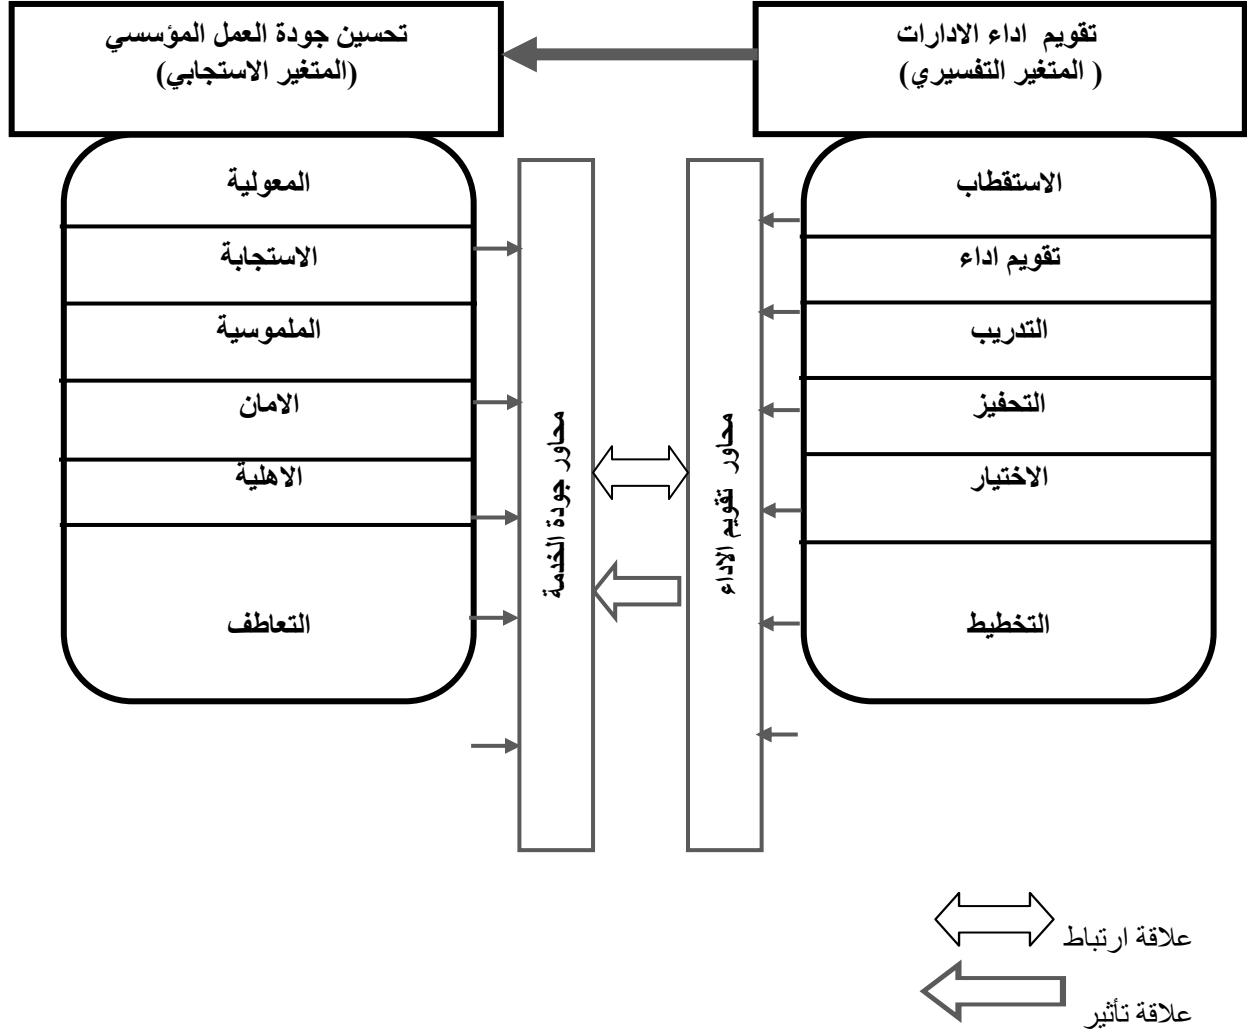 تقويم اداء الادارات
( المتغير التفسيري)
تحسين جودة العمل المؤسسي
(المتغير الاستجابي)
الاستقطاب
تقويم اداء
التدريب
التحفيز
الاختيار
التخطيط
محاور تقويم الاداء
محاور جودة الخدمة
المعولية
الاستجابة
الملموسية
الامان
الاهلية
التعاطف
علاقة ارتباط
علاقة تأثير